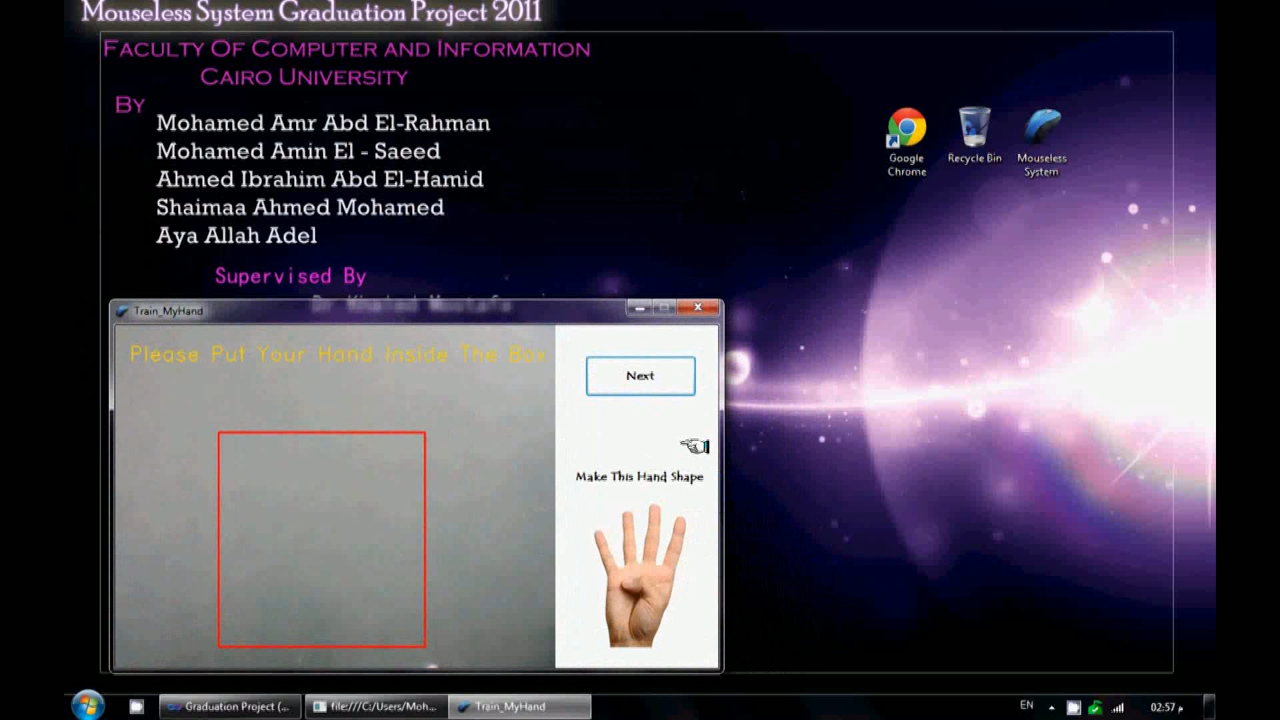 Mouseless System Graduation Project 2011
Faculty Of Computer and Information
Cairo University
By
Mohamed Amr Abd El-Rahman
Mohamed Amin El - Saeed
Ahmed Ibrahim Abd El-Hamid
Shaimaa Ahmed Mohamed
Aya Allah Adel
Supervised By
Google Chrome
Recycle Bin
Mouseless System
Train_MyHand
Please Put Your Hand Inside The Box
Next
Make This Hand Shape
Graduation Project (...
file:///C:/Users/Moh...
Train_MyHand
EN
02:57 م